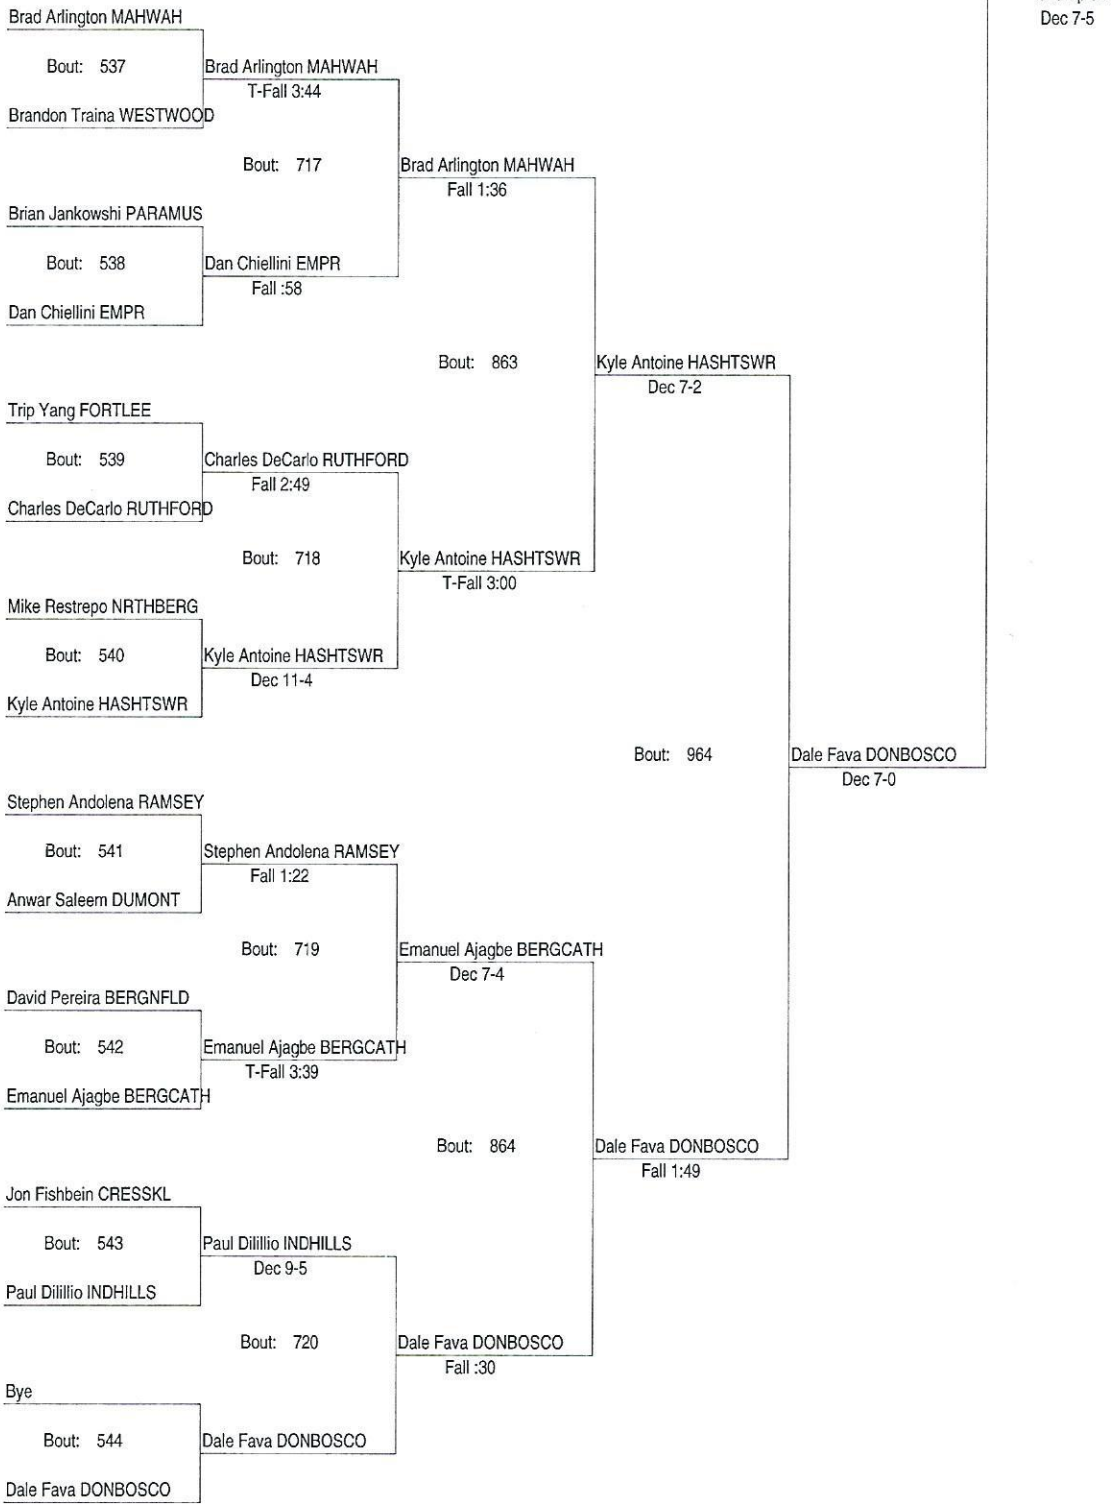 Dec 7-5
Brad Arlington MAHWAH
Bout: 537
Brad Arlington MAHWAH
T-Fall 3:44
Brandon Traina WESTWOOD
Bout: 717
Brad Arlington MAHWAH
Fall 1:36
Brian Jankowshi PARAMUS
Bout: 538
Dan Chiellini EMPR
Fall :58
Dan Chiellini EMPR
Bout: 863
Kyle Antoine HASHTSWR
Dec 7-2
Trip Yang FORTLEE
Bout: 539
Charles DeCarlo RUTHFORD
Fall 2:49
Charles DeCarlo RUTHFORD
Bout: 718
Kyle Antoine HASHTSWR
T-Fall 3:00
Mike Restrepo NRTHBERG
Bout: 540
Kyle Antoine HASHTSWR
Dec 11-4
Kyle Antoine HASHTSWR
Bout: 964
Dale Fava DONBOSCO
Dec 7-0
Stephen Andolena RAMSEY
Bout: 541
Stephen Andolena RAMSEY
Fall 1:22
Anwar Saleem DUMONT
Bout: 719
Emanuel Ajagbe BERGCATH
Dec 7-4
David Pereira BERGNFLD
Bout: 542
Emanuel Ajagbe BERGCATH
T-Fall 3:39
Emanuel Ajagbe BERGCATH
Bout: 864
Dale Fava DONBOSCO
Fall 1:49
Jon Fishbein CRESSKL
Bout: 543
Paul Dilillio INDHILLS
Dec 9-5
Paul Dilillio INDHILLS
Bout: 720
Dale Fava DONBOSCO
Fall :30
Bye
Bout: 544
Dale Fava DONBOSCO
Dale Fava DONBOSCO